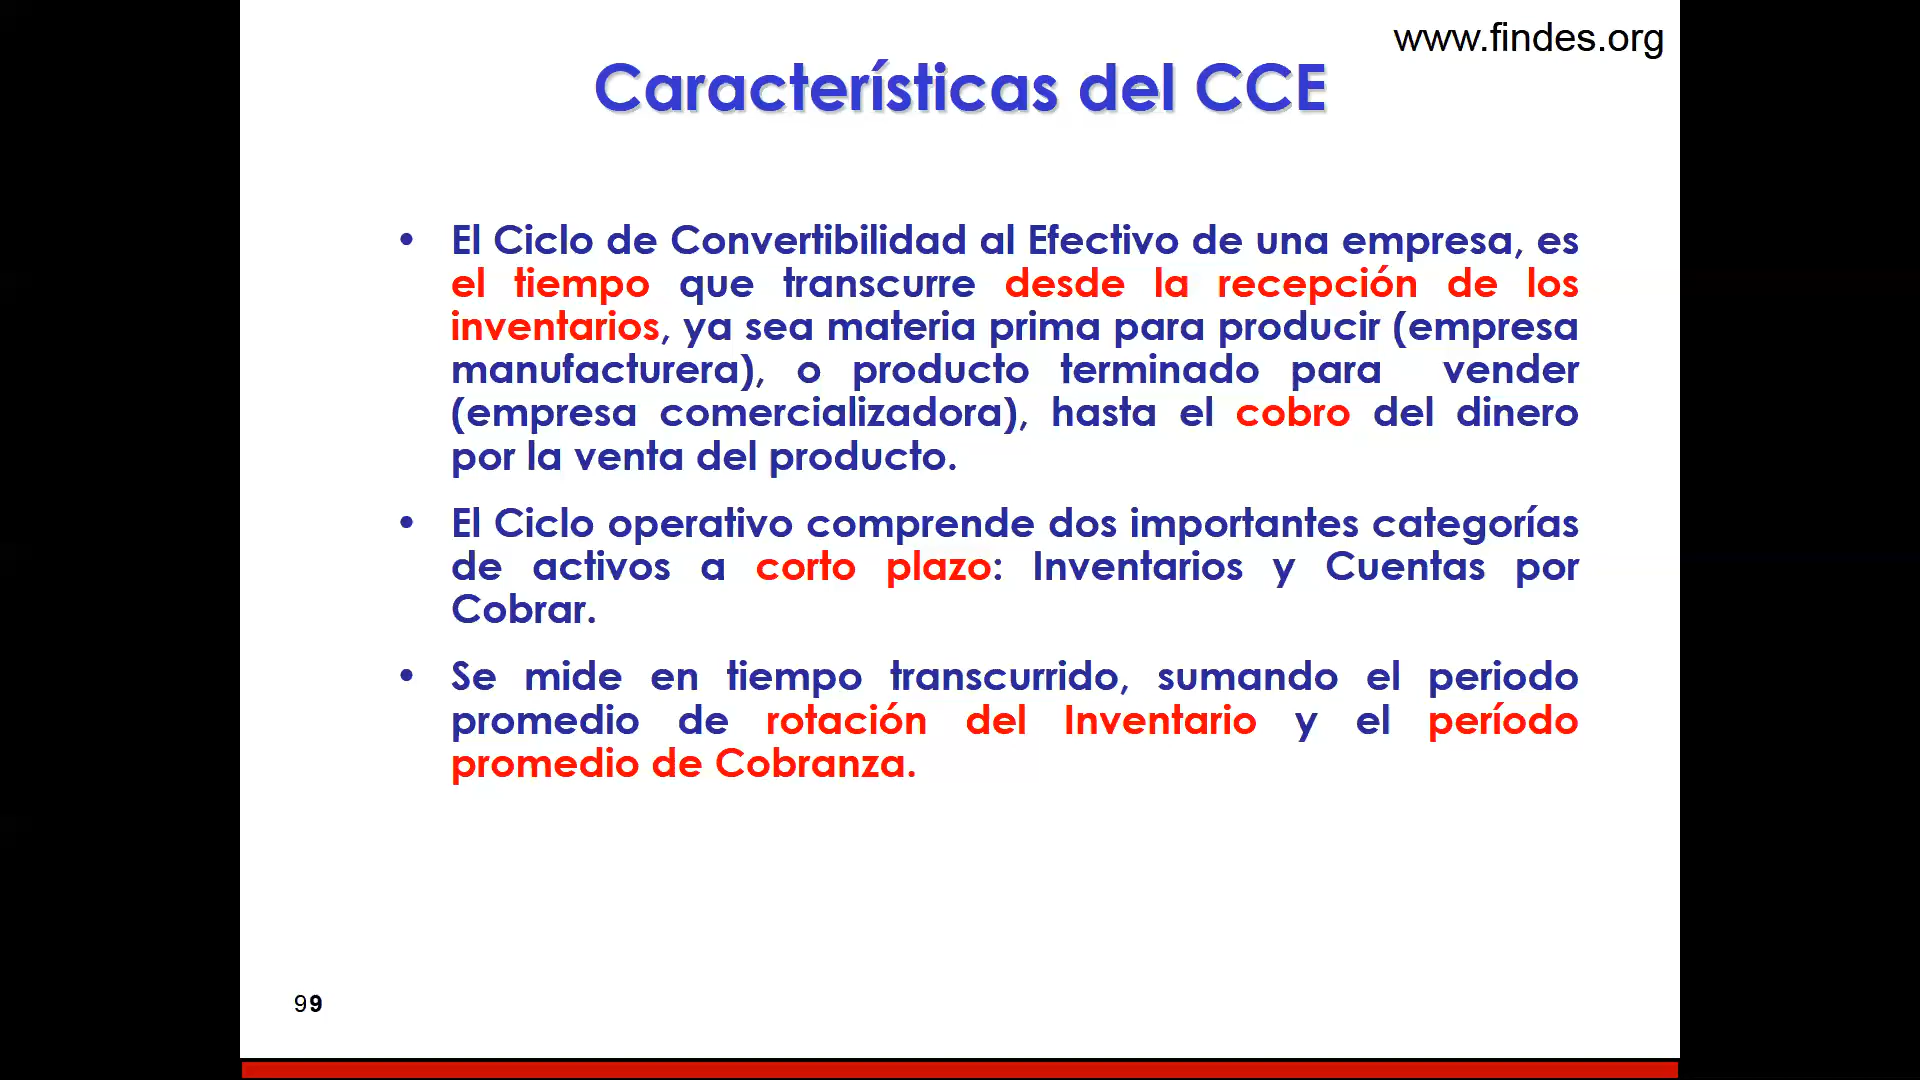 www.findes.org
Características del CCE
• El Ciclo de Convertibilidad al Efectivo de una empresa, es
el tiempo que transcurre desde la recepción de los
inventarios, ya sea materia prima para producir (empresa
manufacturera), o producto terminado para vender
(empresa comercializadora), hasta el cobro del dinero
por la venta del producto.
• El Ciclo operativo comprende dos importantes categorías
de activos a corto plazo: Inventarios y Cuentas por
Cobrar.
• Se mide en tiempo transcurrido, sumando el periodo
promedio de rotación del Inventario y el período
promedio de Cobranza.
99